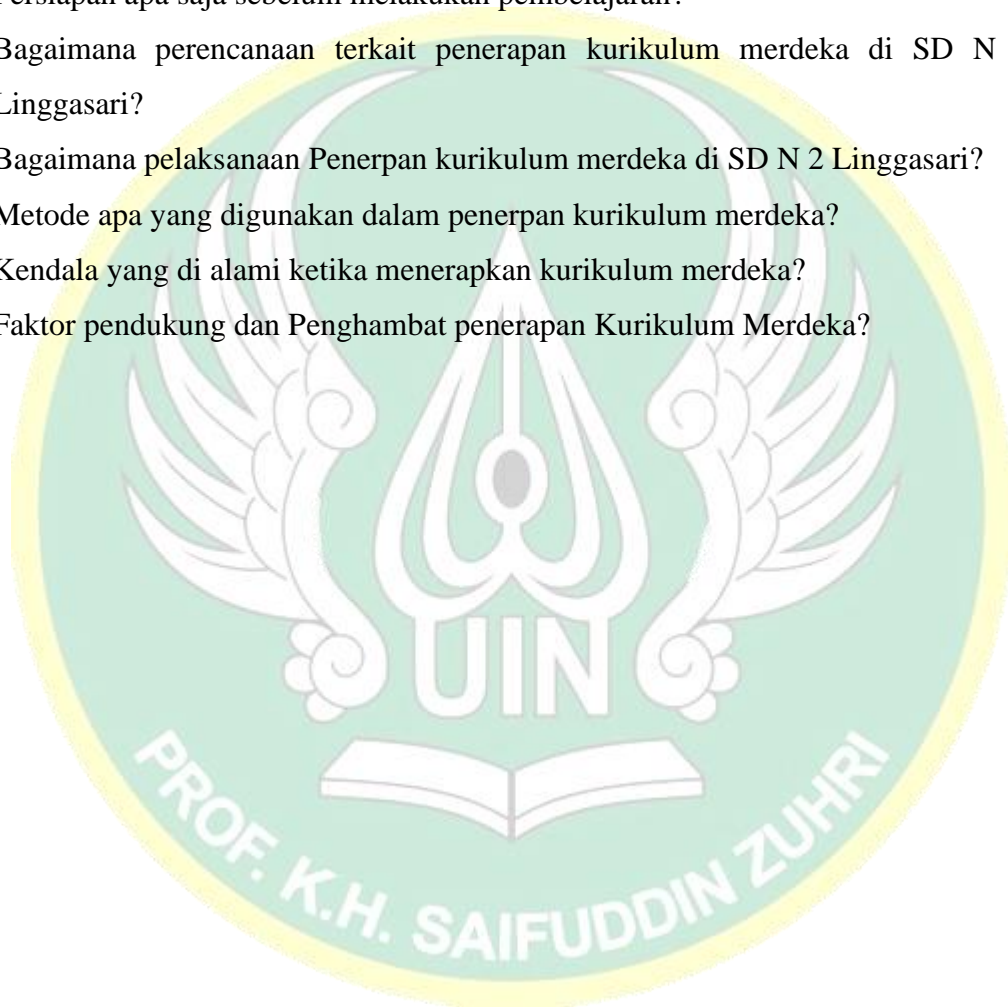 Persiapan apa saja sebelum melakukan pembelajaran?
Bagaimana perencanaan terkait penerapan kurikulum merdeka di SD N
Linggasari?
Bagaimana pelaksanaan Penerpan kurikulum merdeka di SD N 2 Linggasari?
Metode apa yang digunakan dalam penerpan kurikulum merdeka?
Kendala yang di alami ketika menerapkan kurikulum merdeka?
Faktor pendukung dan Penghambat penerapan Kurikulum Merdeka?
UIN
PROF. K.H. SAIFUDDIN ZUHRI